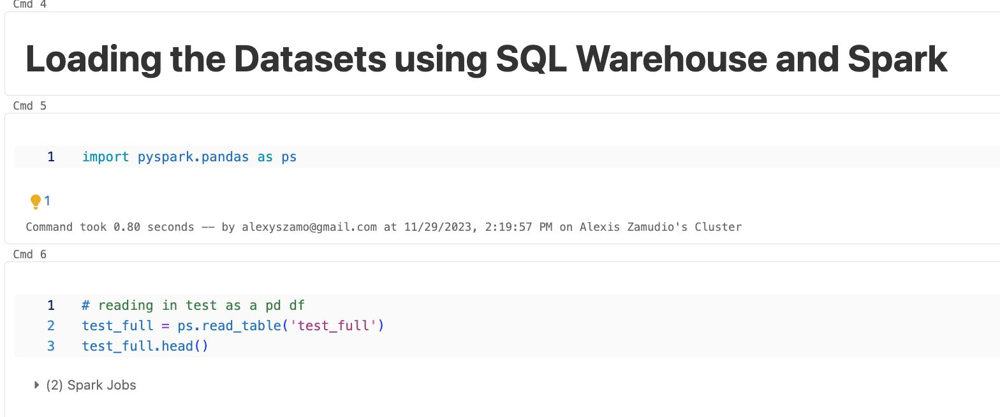 Cmd 4
Loading the Datasets using SQL Warehouse and Spark
Cmd 5
1 import pyspark.pandas as ps
1
Command took 0.80 seconds -- by alexyszamo@gmail.com at 11/29/2023, 2:19:57 PM on Alexis Zamudio's Cluster
Cmd 6
1 # reading in test as a pd df
2 test_full = ps.read_table('test_full')
3 test_full.head()
(2) Spark Jobs